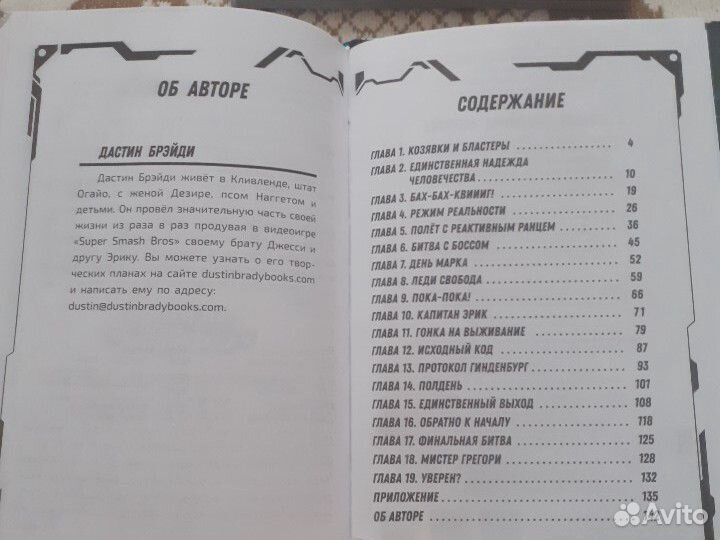 ОБ АВТОРЕ
ДАСТИН БРЭЙДИ
Дастин Брэйди живёт в Кливленде, штат
Огайо, с женой Дезире, псом Наггетом и
детьми. Он провёл значительную часть своей
жизни из раза в раз продувая в видеоигре
«Super Smash Bros» своему брату Джесси и
другу Эрику. Вы можете узнать о его твор-
ческих планах на сайте dustinbradybooks.com
и написать ему по адресу:
dustin@dustinbradybooks.com.
СОДЕРЖАНИЕ
ГЛАВА 1. КОЗЯВКИ И БЛАСТЕРЫ 4
ГЛАВА 2. ЕДИНСТВЕННАЯ НАДЕЖДА
ЧЕЛОВЕЧЕСТВА 10
ГЛАВА 3. БАХ-БАХ-КВИИИГ! 19
ГЛАВА 4. РЕЖИМ РЕАЛЬНОСТИ 26
ГЛАВА 5. ПОЛЁТ С РЕАКТИВНЫМ РАНЦЕМ 36
ГЛАВА 6. БИТВА С БОССОМ 45
ГЛАВА 7. ДЕНЬ МАРКА 52
ГЛАВА 8. ЛЕДИ СВОБОДА 59
ГЛАВА 9. ПОКА-ПОКА! 66
ГЛАВА 10. КАПИТАН ЭРИК 71
ГЛАВА 11. ГОНКА НА ВЫЖИВАНИЕ 79
ГЛАВА 12. ИСХОДНЫЙ КОД 87
ГЛАВА 13. ПРОТОКОЛ ГИНДЕНБУРГ 93
ГЛАВА 14. ПОЛДЕНЬ 101
ГЛАВА 15. ЕДИНСТВЕННЫЙ ВЫХОД 108
ГЛАВА 16. ОБРАТНО К НАЧАЛУ 118
ГЛАВА 17. ФИНАЛЬНАЯ БИТВА 125
ГЛАВА 18. МИСТЕР ГРЕГОРИ 128
ГЛАВА 19. УВЕРЕН? 132
ПРИЛОЖЕНИЕ 135
ОБ АВТОРЕ
Avito